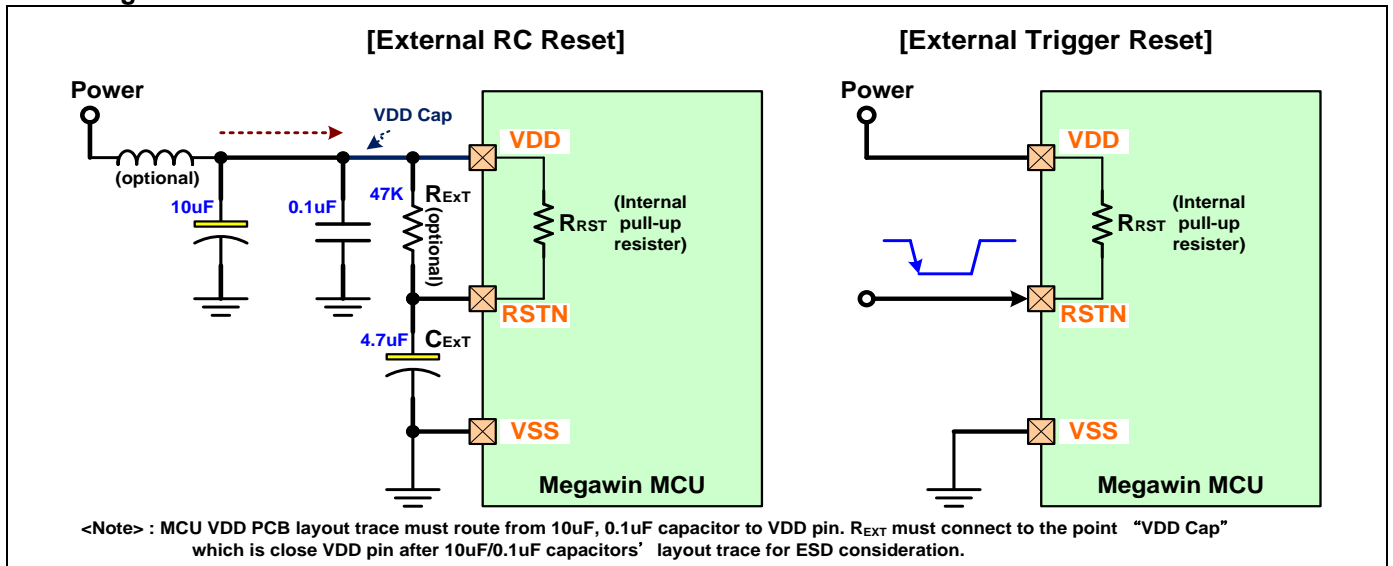 [External RC Reset]
Power
VDD Cap
VDD
(optional)
10uF
0.1uF
47K
RExT
(optional)
RRST
(Internal
pull-up
resister)
RSTN
4.7uF
CExT
VSS
Megawin MCU
[External Trigger Reset]
Power
VDD
RRST
(Internal
pull-up
resister)
RSTN
VSS
Megawin MCU
<Note> : MCU VDD PCB layout trace must route from 10uF, 0.1uF capacitor to VDD pin. REXT must connect to the point “VDD Cap”
which is close VDD pin after 10uF/0.1uF capacitors’ layout trace for ESD consideration.